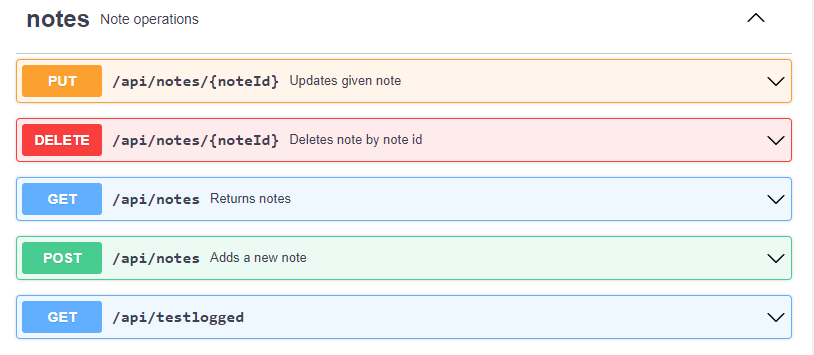 notes Note operations
PUT /api/notes/{noteId} Updates given note
DELETE /api/notes/{noteId} Deletes note by note id
GET /api/notes Returns notes
POST /api/notes Adds a new note
GET /api/testlogged